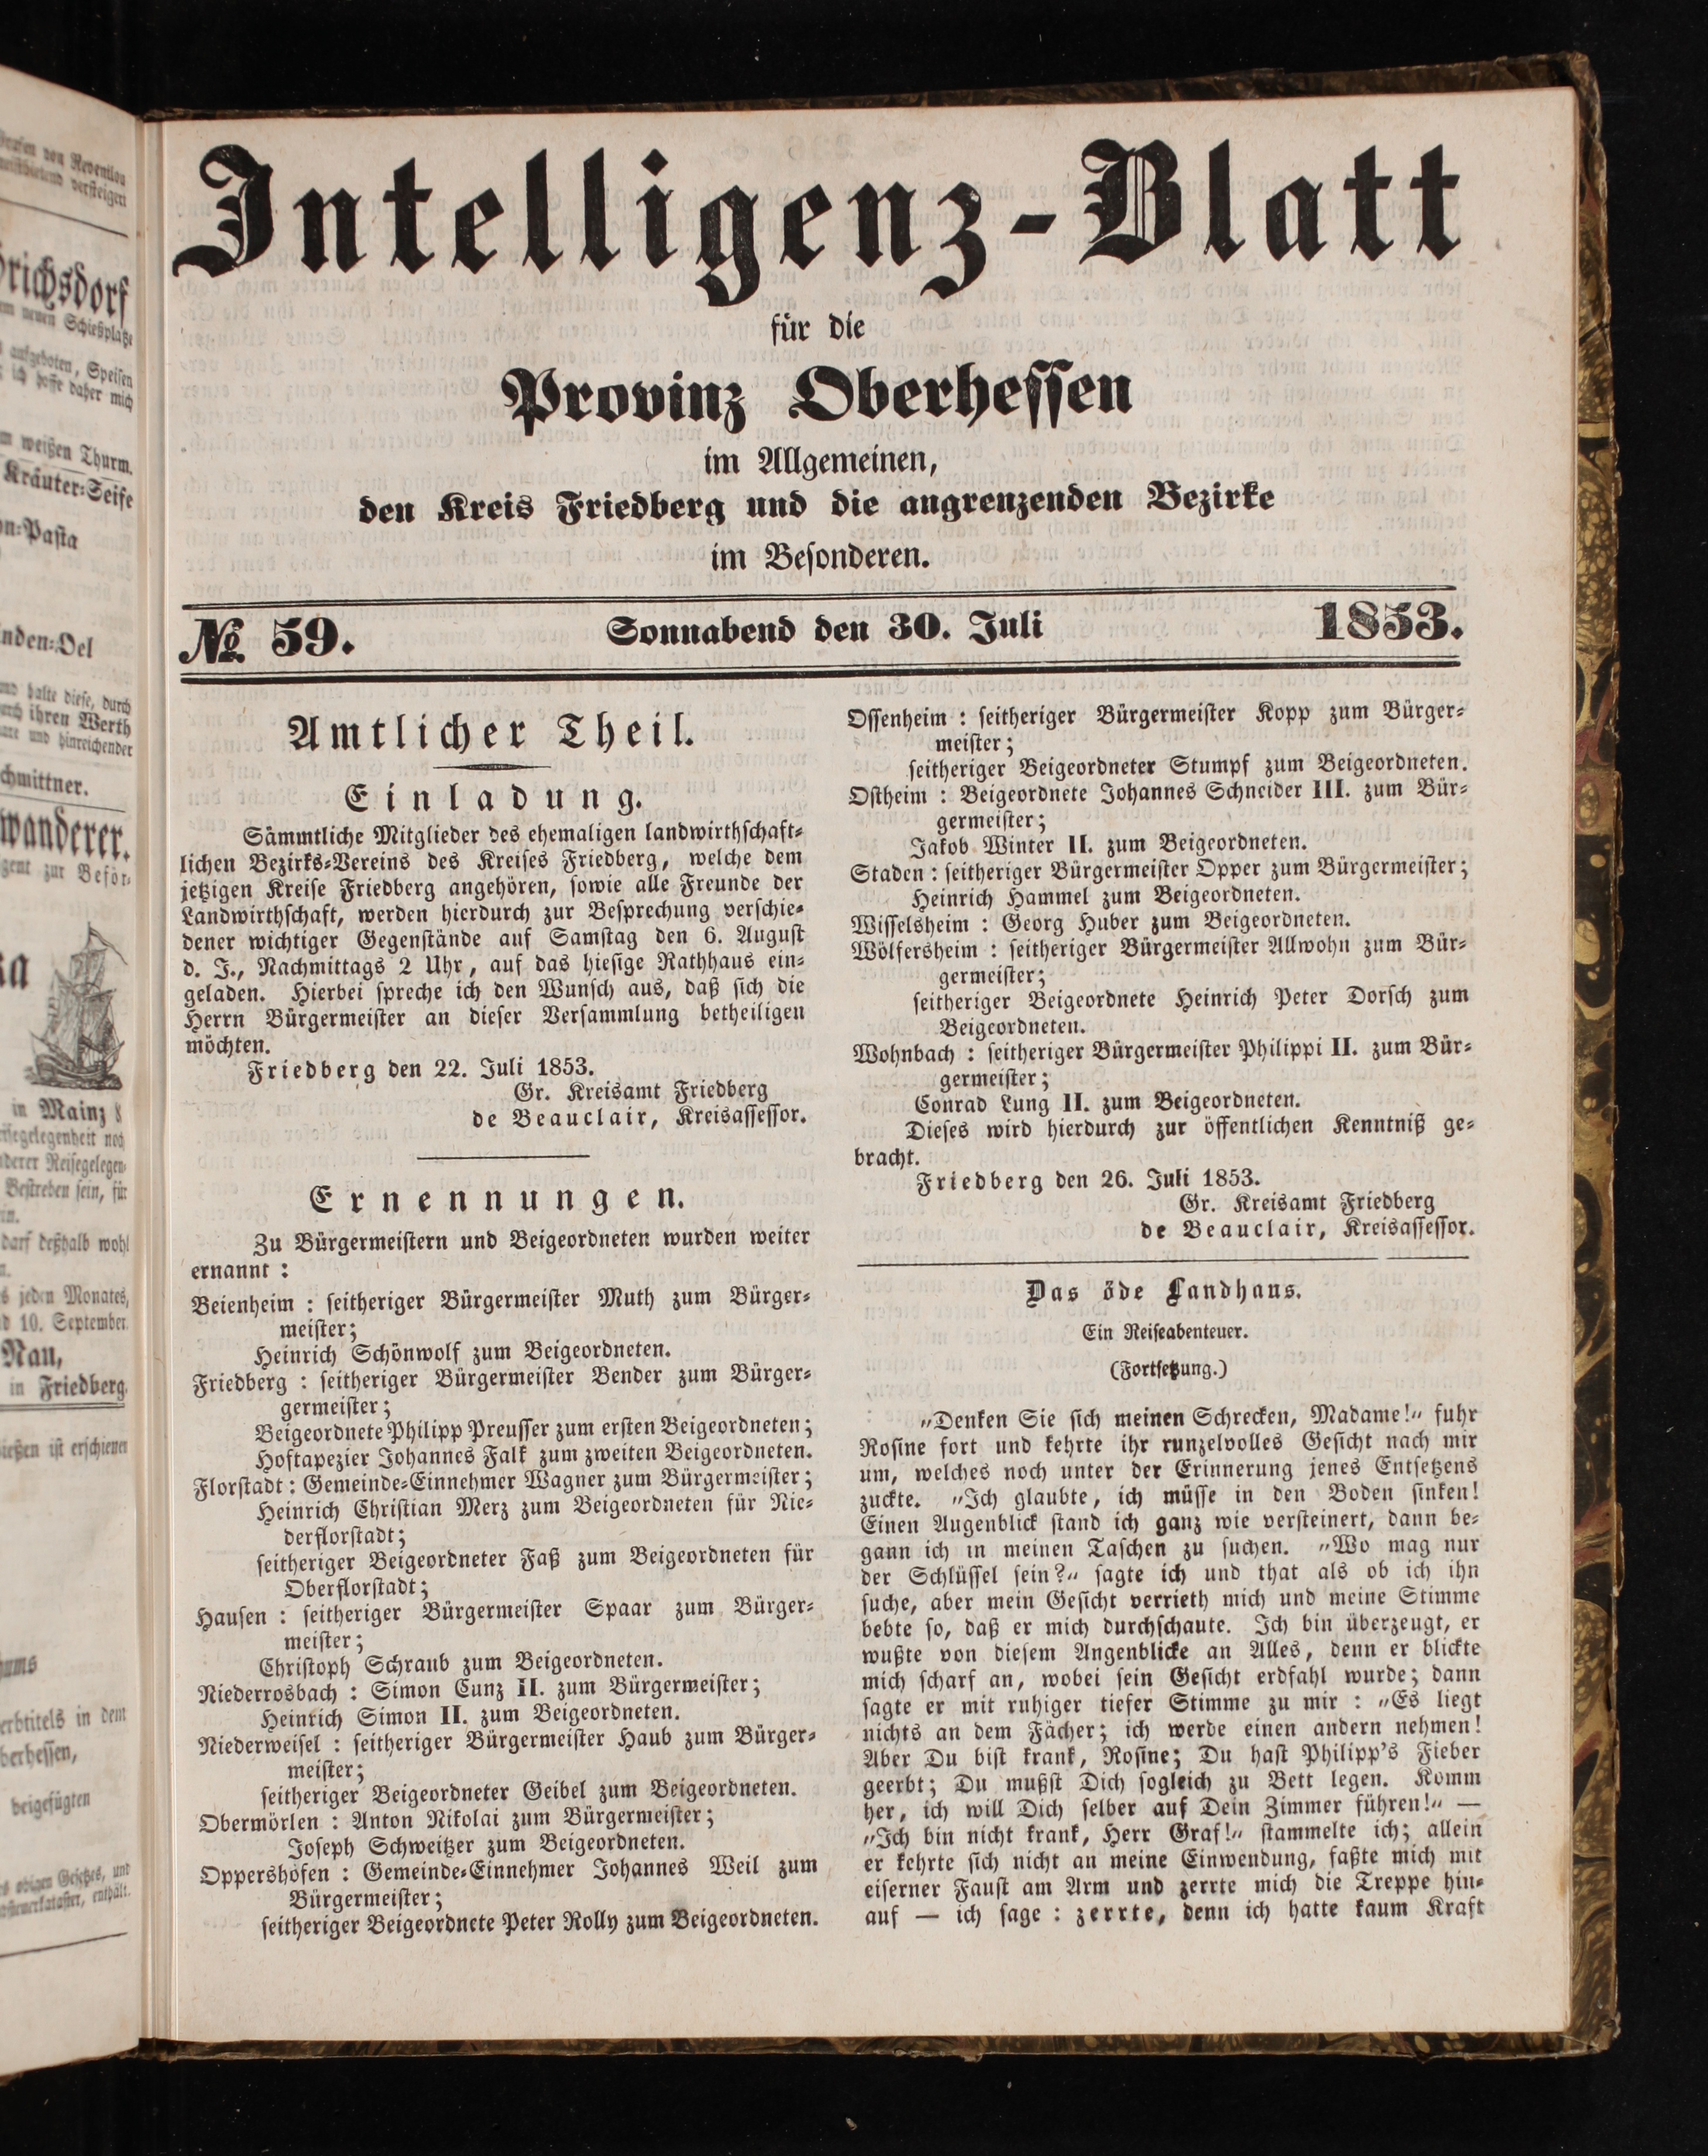 Intelligenz-Blatt
für die
Provinz Oberhessen
im Allgemeinen,
den Kreis Friedberg und die angrenzenden Bezirke
im Besonderen.
№ 59. Sonnabend den 30. Juli 1853.
Amtlicher Theil.
Einladung.
Sämmtliche Mitglieder des ehemaligen landwirthschaft-
lichen Bezirks-Vereins des Kreises Friedberg, welche dem
jetzigen Kreise Friedberg angehören, sowie alle Freunde der
Landwirthschaft, werden hierdurch zur Besprechung verschie-
dener wichtiger Gegenstände auf Samstag den 6. August
d. J., Nachmittags 2 Uhr, auf das hiesige Rathhaus ein-
geladen. Hierbei spreche ich den Wunsch aus, daß sich die
Herrn Bürgermeister an dieser Versammlung betheiligen
möchten.
Friedberg den 22. Juli 1853.
Gr. Kreisamt Friedberg
de Beauclair, Kreisassessor.
Ernennungen.
Zu Bürgermeistern und Beigeordneten wurden weiter
ernannt :
Beienheim : seitheriger Bürgermeister Muth zum Bürger-
meister;
Heinrich Schönwolf zum Beigeordneten.
Friedberg : seitheriger Bürgermeister Bender zum Bürger-
germeister;
Beigeordnete Philipp Preusser zum ersten Beigeordneten;
Hoftapezier Johannes Falk zum zweiten Beigeordneten.
Florstadt : Gemeinde-Einnehmer Wagner zum Bürgermeister;
Heinrich Christian Merz zum Beigeordneten für Nie-
derflorstadt;
seitheriger Beigeordneter Faß zum Beigeordneten für
Oberflorstadt;
Hausen : seitheriger Bürgermeister Spaar zum Bürger-
meister;
Christoph Schraub zum Beigeordneten.
Niederrosbach : Simon Cunz II. zum Bürgermeister;
Heinrich Simon II. zum Beigeordneten.
Niederweisel : seitheriger Bürgermeister Haub zum Bürger-
meister;
seitheriger Beigeordneter Geibel zum Beigeordneten.
Obermörlen : Anton Nikolai zum Bürgermeister;
Joseph Schweitzer zum Beigeordneten.
Oppershofen : Gemeinde-Einnehmer Johannes Weil zum
Bürgermeister;
seitheriger Beigeordnete Peter Rolly zum Beigeordneten.
Ossenheim : seitheriger Bürgermeister Kopp zum Bürger-
meister;
seitheriger Beigeordneter Stumpf zum Beigeordneten.
Ostheim : Beigeordnete Johannes Schneider III. zum Bür-
germeister;
Jakob Winter II. zum Beigeordneten.
Staden : seitheriger Bürgermeister Opper zum Bürgermeister;
Heinrich Hammel zum Beigeordneten.
Wisselsheim : Georg Huber zum Beigeordneten.
Wölfersheim : seitheriger Bürgermeister Allwohn zum Bür-
germeister;
seitheriger Beigeordnete Heinrich Peter Dorsch zum
Beigeordneten.
Wohnbach : seitheriger Bürgermeister Philippi II. zum Bür-
germeister;
Conrad Lung II. zum Beigeordneten.
Dieses wird hierdurch zur öffentlichen Kenntniß ge-
bracht.
Friedberg den 26. Juli 1853.
Gr. Kreisamt Friedberg
de Beauclair, Kreisassessor.
Das öde Landhaus.
Ein Reiseabenteuer.
(Fortsetzung.)
„Denken Sie sich meinen Schrecken, Madame!“ fuhr
Rosine fort und kehrte ihr runzelvolles Gesicht nach mir
um, welches noch unter der Erinnerung jenes Entsetzens
zuckte. „Ich glaubte, ich müsse in den Boden sinken!
Einen Augenblick stand ich ganz wie versteinert, dann be-
gann ich in meinen Taschen zu suchen. „Wo mag nur
der Schlüssel sein?“ sagte ich und that als ob ich ihn
suche, aber mein Gesicht verrieth mich und meine Stimme
bebte so, daß er mich durchschaute. Ich bin überzeugt, er
wußte von diesem Angenblicke an Alles, denn er blickte
mich scharf an, wobei sein Gesicht erdfahl wurde; dann
sagte er mit ruhiger tiefer Stimme zu mir : „Es liegt
nichts an dem Fächer; ich werde einen andern nehmen!
Aber Du bist krank, Rosine; Du hast Philipp's Fieber
geerbt; Du mußst Dich sogleich zu Bett legen. Komm
her, ich will Dich selber auf Dein Zimmer führen!“ —
„Ich bin nicht krank, Herr Graf!“ stammelte ich; allein
er kehrte sich nicht an meine Einwendung, faßte mich mit
eiserner Faust am Arm und zerrte mich die Treppe hin-
auf — ich sage : zerrte, denn ich hatte kaum Kraft